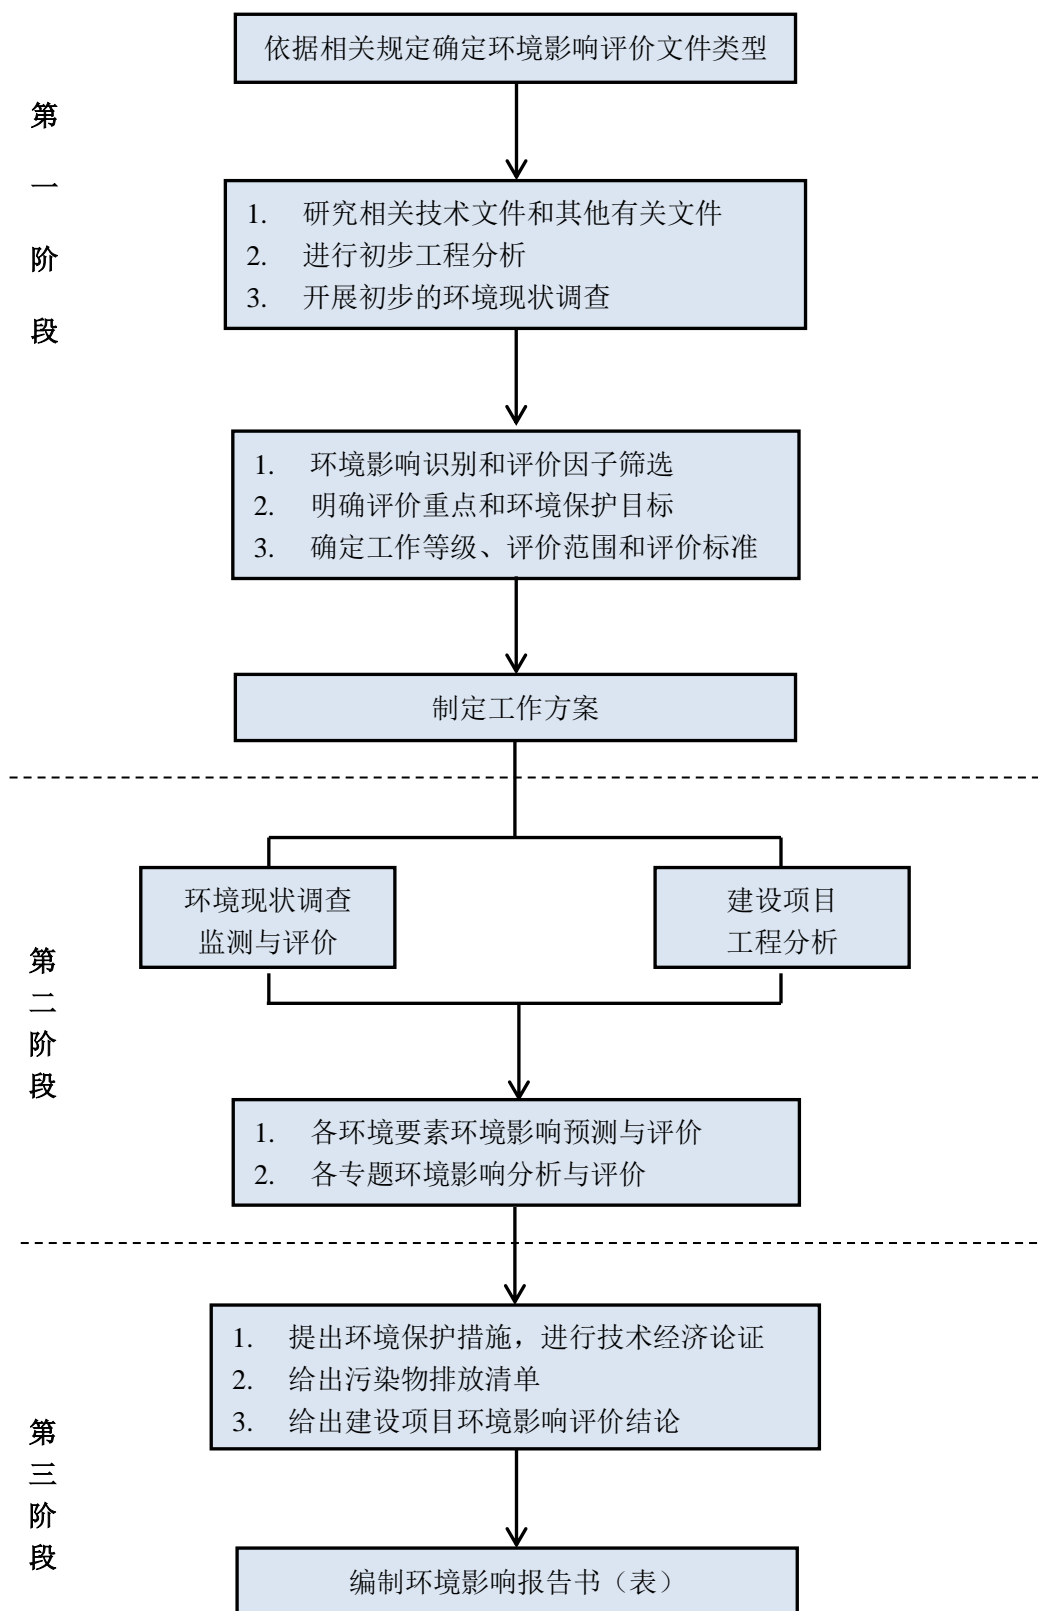 依据相关规定确定环境影响评价文件类型
第一阶段
1. 研究相关技术文件和其他有关文件
2. 进行初步工程分析
3. 开展初步的环境现状调查
1. 环境影响识别和评价因子筛选
2. 明确评价重点和环境保护目标
3. 确定工作等级、评价范围和评价标准
制定工作方案
环境现状调查
监测与评价
建设项目
工程分析
第二阶段
1. 各环境要素环境影响预测与评价
2. 各专题环境影响分析与评价
1. 提出环境保护措施，进行技术经济论证
2. 给出污染物排放清单
3. 给出建设项目环境影响评价结论
第三阶段
编制环境影响报告书（表）